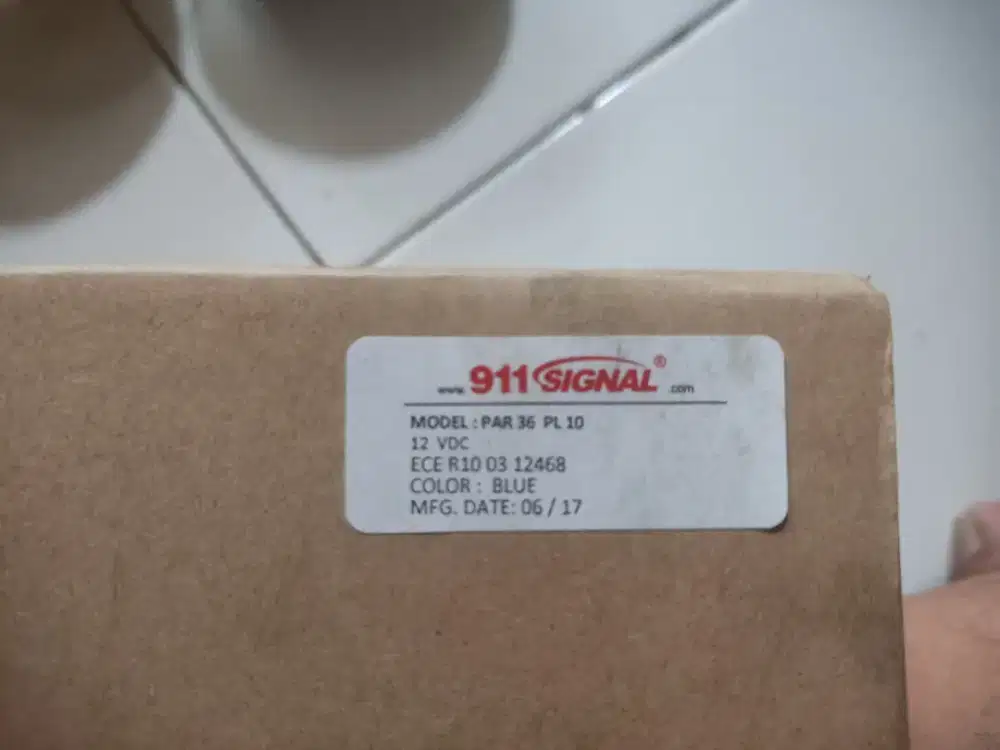 www.911SIGNAL®.com
MODEL : PAR 36 PL 10
12 VDC
ECE R10 03 12468
COLOR : BLUE
MFG. DATE: 06 / 17